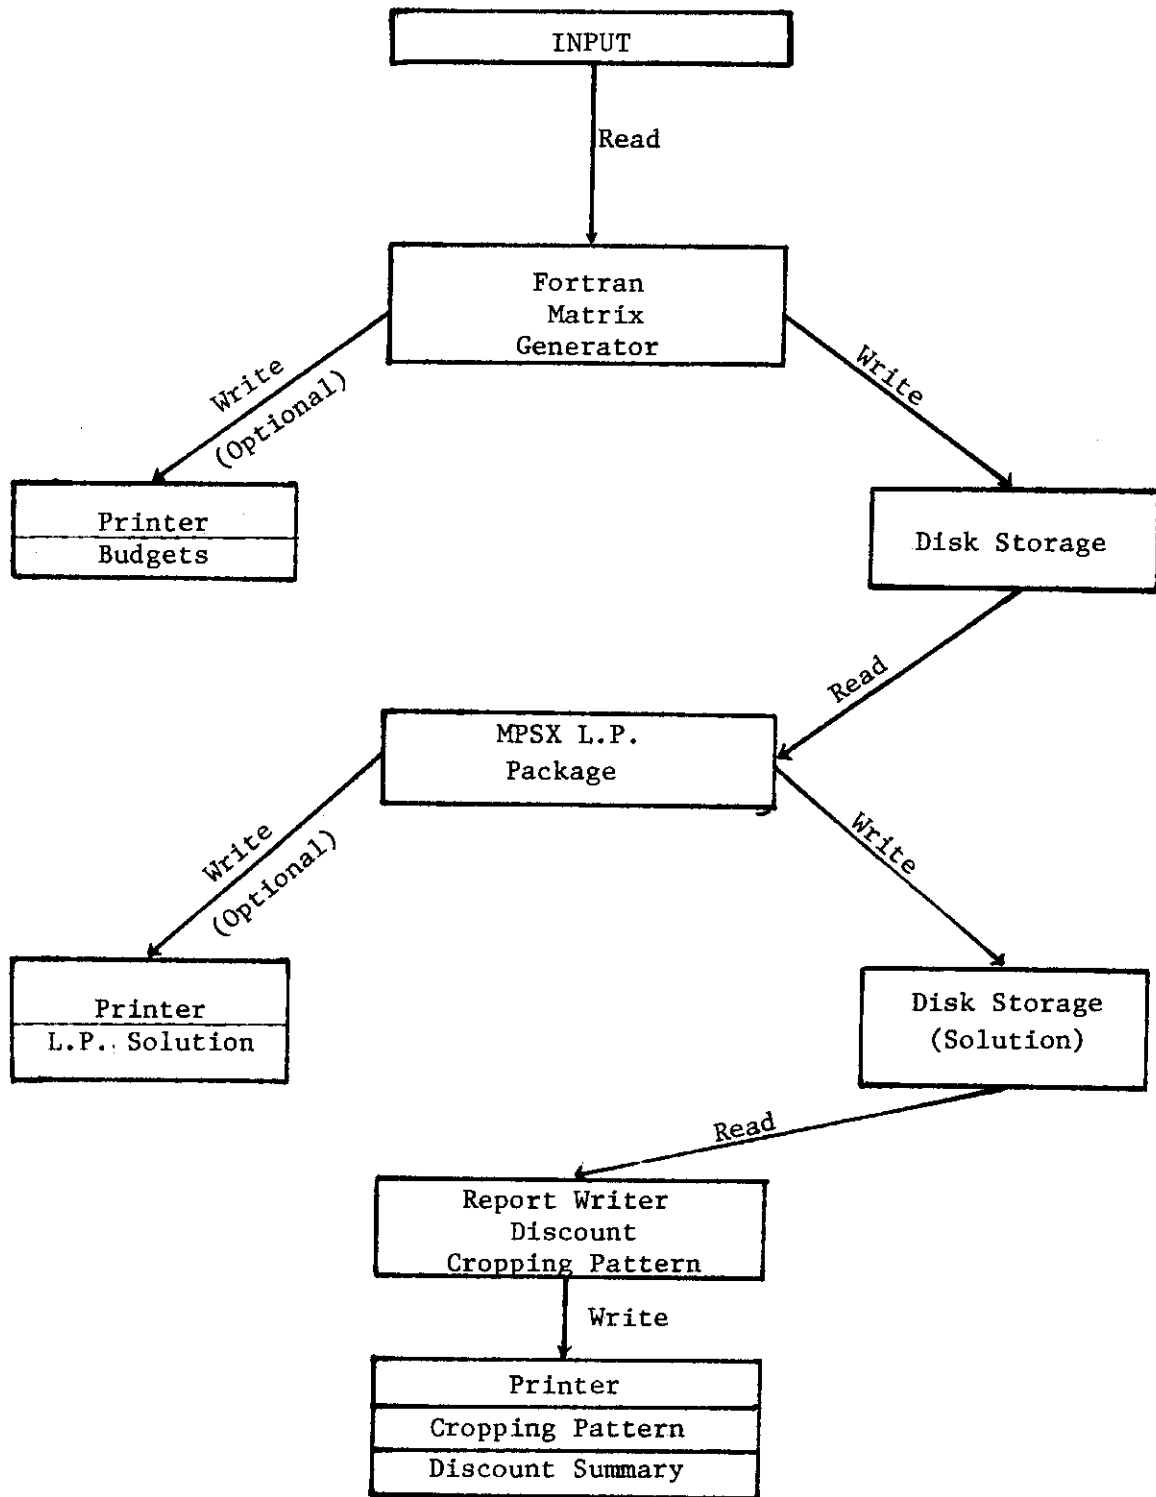 INPUT
Read
Fortran
Matrix
Generator
Write
(Optional)
Write
Printer
Budgets
Disk Storage
Read
MPSX L.P.
Package
Write
(Optional)
Write
Printer
L.P. Solution
Disk Storage
(Solution)
Read
Report Writer
Discount
Cropping Pattern
Write
Printer
Cropping Pattern
Discount Summary